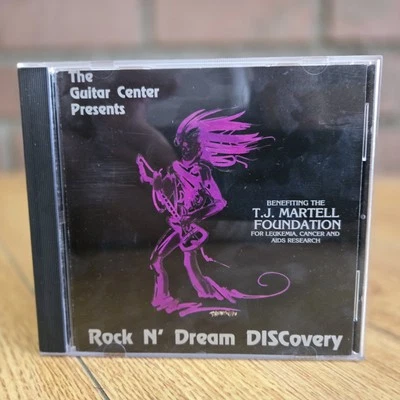 The
Guitar Center
Presents
BENEFITING THE
T.J. MARTELL
FOUNDATION
FOR LEUKEMIA, CANCER AND
AIDS RESEARCH
Rock N' Dream DISCovery